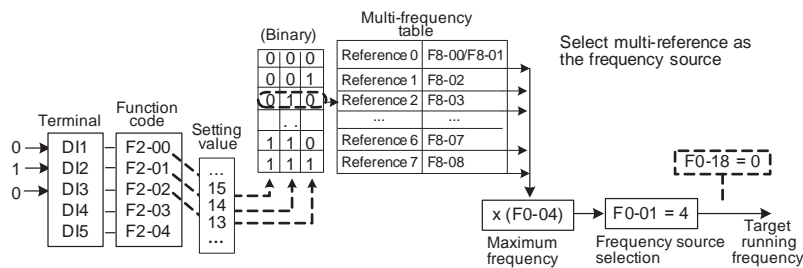 Multi-frequency
table
(Binary)
Select multi-reference as
the frequency source
0 0 0
0 0 1
0 1 0
. .
1 1 0
1 1 1
Reference 0 F8-00/F8-01
Reference 1 F8-02
Reference 2 F8-03
... ...
Reference 6 F8-07
Reference 7 F8-08
Terminal
Function
code
Setting
value
0 DI1 F2-00
1 DI2 F2-01
0 DI3 F2-02
DI4 F2-03
DI5 F2-04
...
15
14
13
...
F0-18 = 0
x (F0-04)
F0-01 = 4
Maximum
frequency
Frequency source
selection
Target
running
frequency